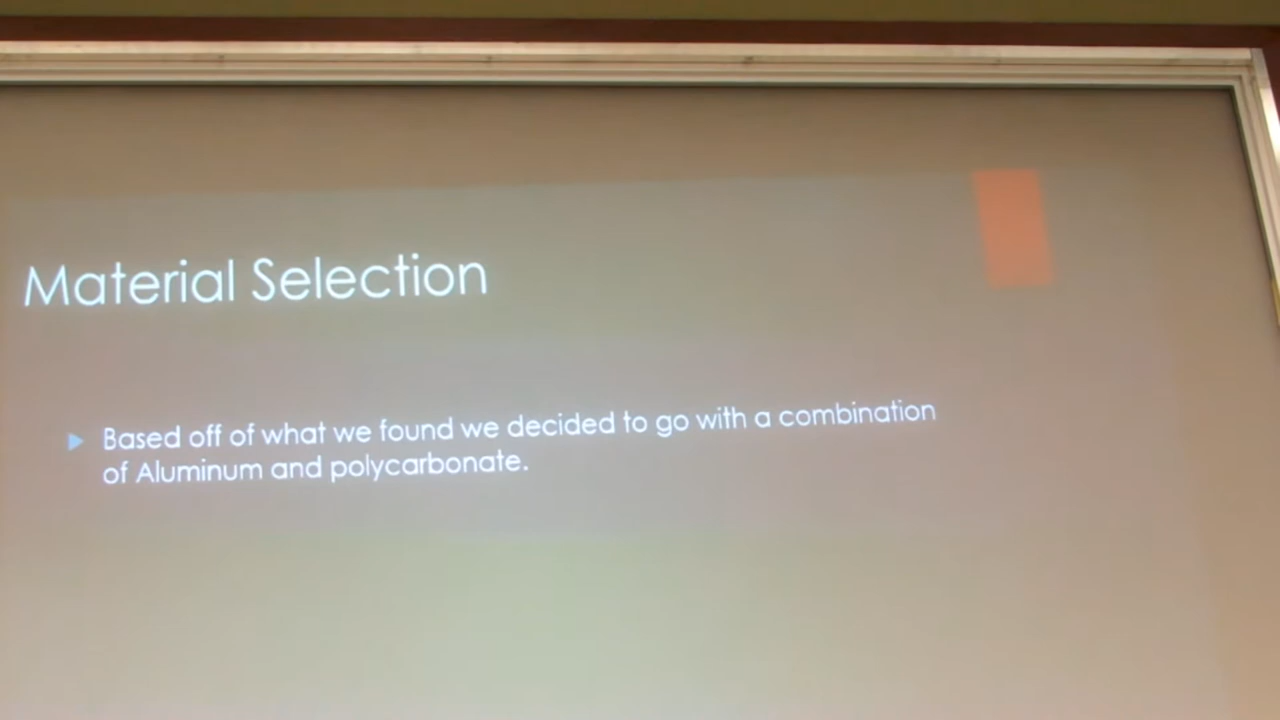 Material Selection
Based off of what we found we decided to go with a combination
of Aluminum and polycarbonate.